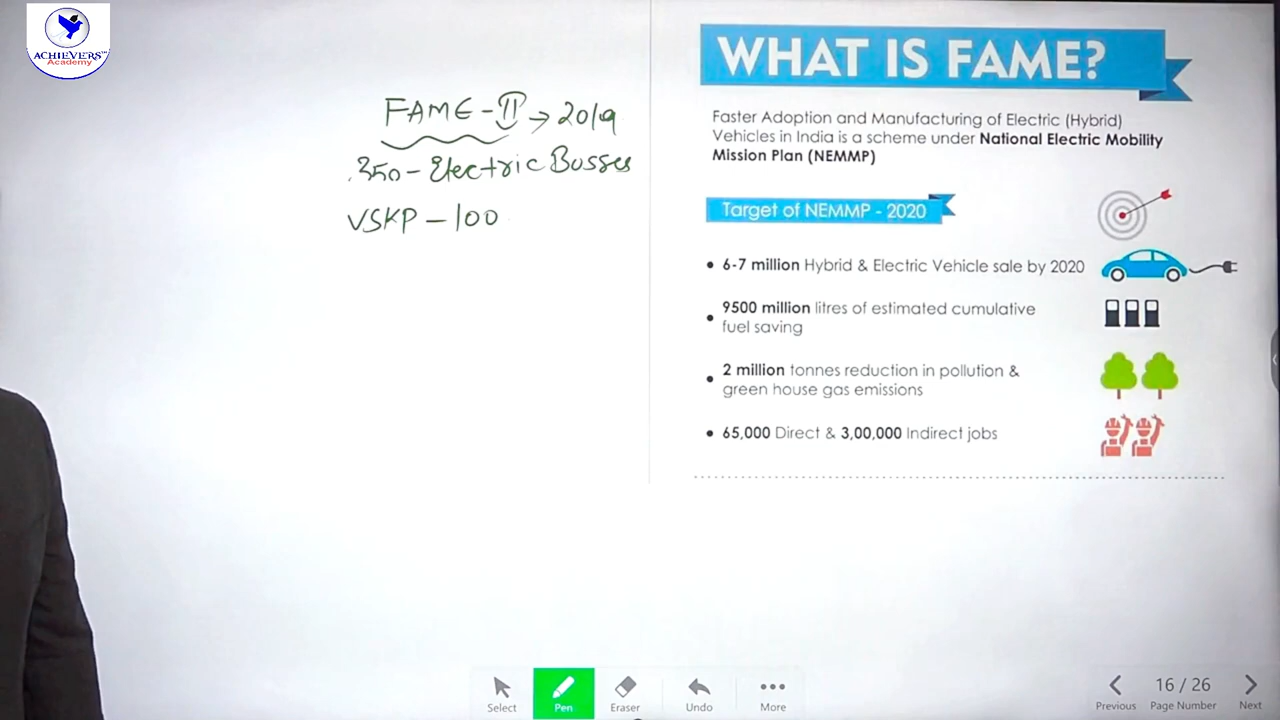 ACHIEVERS™
Academy
FAME-II → 2019
350 - Electric Busses
VSKP - 100
WHAT IS FAME?
Faster Adoption and Manufacturing of Electric (Hybrid)
Vehicles in India is a scheme under National Electric Mobility
Mission Plan (NEMMP)
Target of NEMMP - 2020
• 6-7 million Hybrid & Electric Vehicle sale by 2020
• 9500 million litres of estimated cumulative
fuel saving
• 2 million tonnes reduction in pollution &
green house gas emissions
• 65,000 Direct & 3,00,000 Indirect jobs
Select
Pen
Eraser
Undo
More
Previous
16 / 26
Page Number
Next